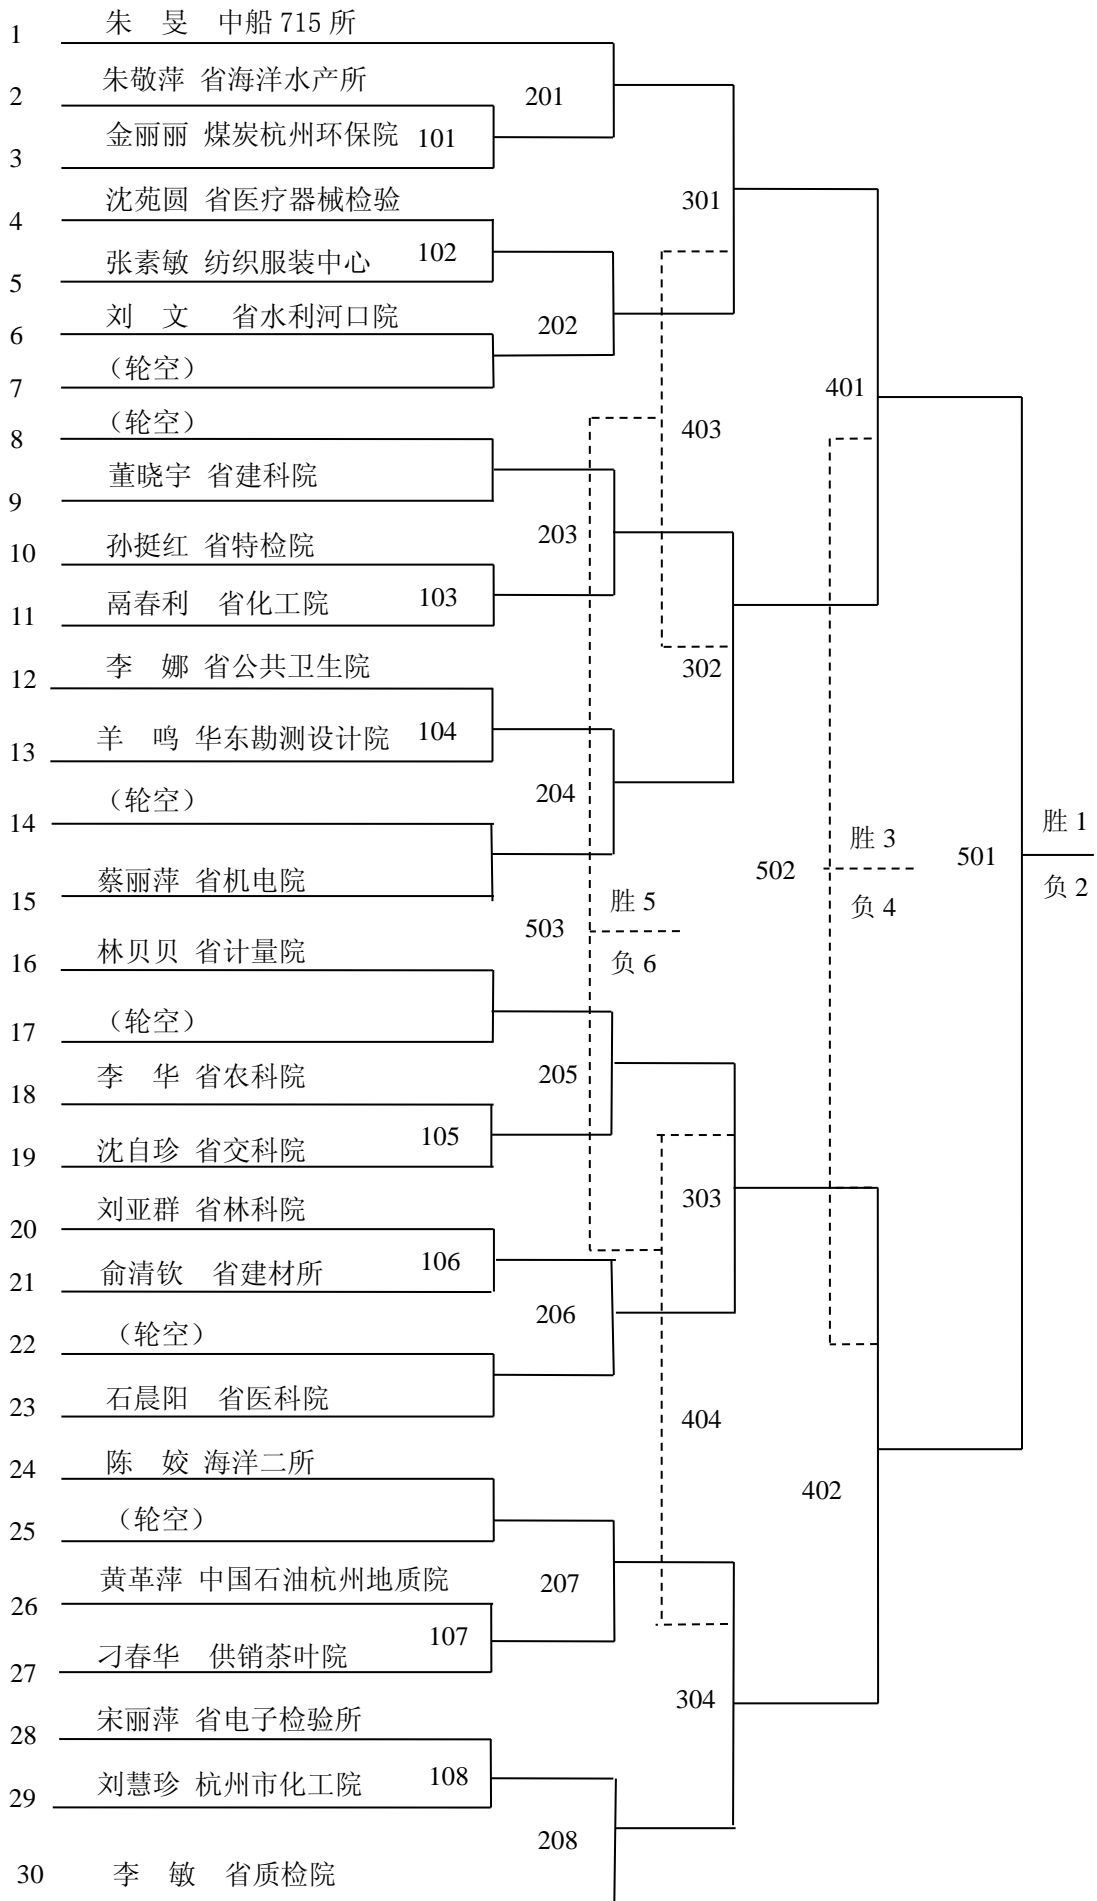 1 朱 旻 中船 715 所
2 朱敬萍 省海洋水产所
201
3 金丽丽 煤炭杭州环保院 101
4 沈苑圆 省医疗器械检验
301
5 张素敏 纺织服装中心 102
6 刘 文 省水利河口院
202
7 （轮空）
401
8 （轮空）
403
9 董晓宇 省建科院
203
10 孙挺红 省特检院
11 鬲春利 省化工院 103
12 李 娜 省公共卫生院
302
13 羊 鸣 华东勘测设计院 104
14 （轮空）
204
胜 1
胜 3
501
502
15 蔡丽萍 省机电院
负 2
胜 5
负 4
503
16 林贝贝 省计量院
负 6
17 （轮空）
18 李 华 省农科院
205
19 沈自珍 省交科院 105
20 刘亚群 省林科院
303
21 俞清钦 省建材所 106
206
22 （轮空）
23 石晨阳 省医科院
404
24 陈 姣 海洋二所
402
25 （轮空）
26 黄革萍 中国石油杭州地质院
207
27 刁春华 供销茶叶院 107
304
28 宋丽萍 省电子检验所
29 刘慧珍 杭州市化工院 108
208
30 李 敏 省质检院